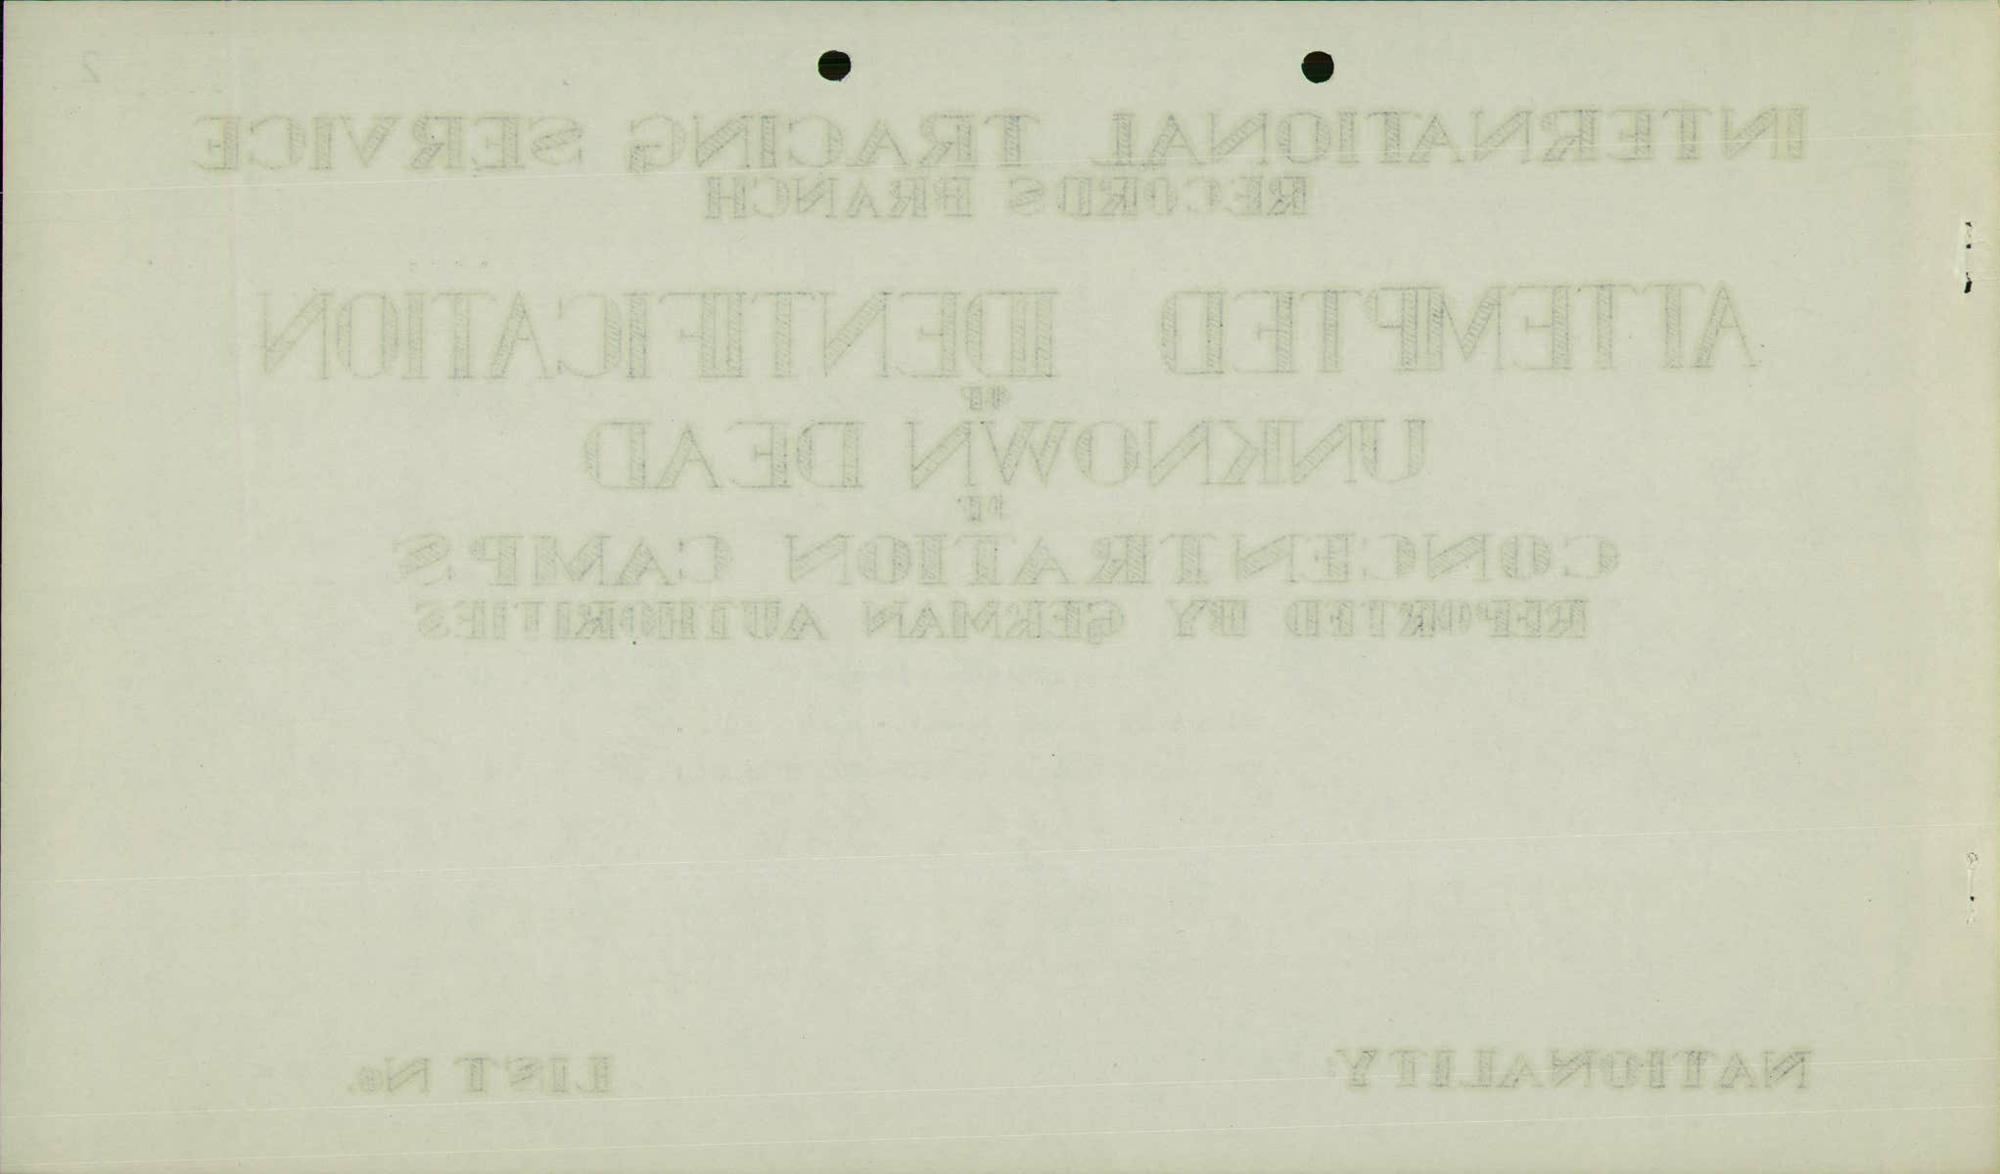 2
INTERNATIONAL TRACING SERVICE
RECORDS BRANCH
ATTEMPTED IDENTIFICATION
OF
UNKNOWN DEAD
OF
CONCENTRATION CAMPS
REPORTED BY GERMAN AUTHORITIES
NATIONALITY: LIST No.